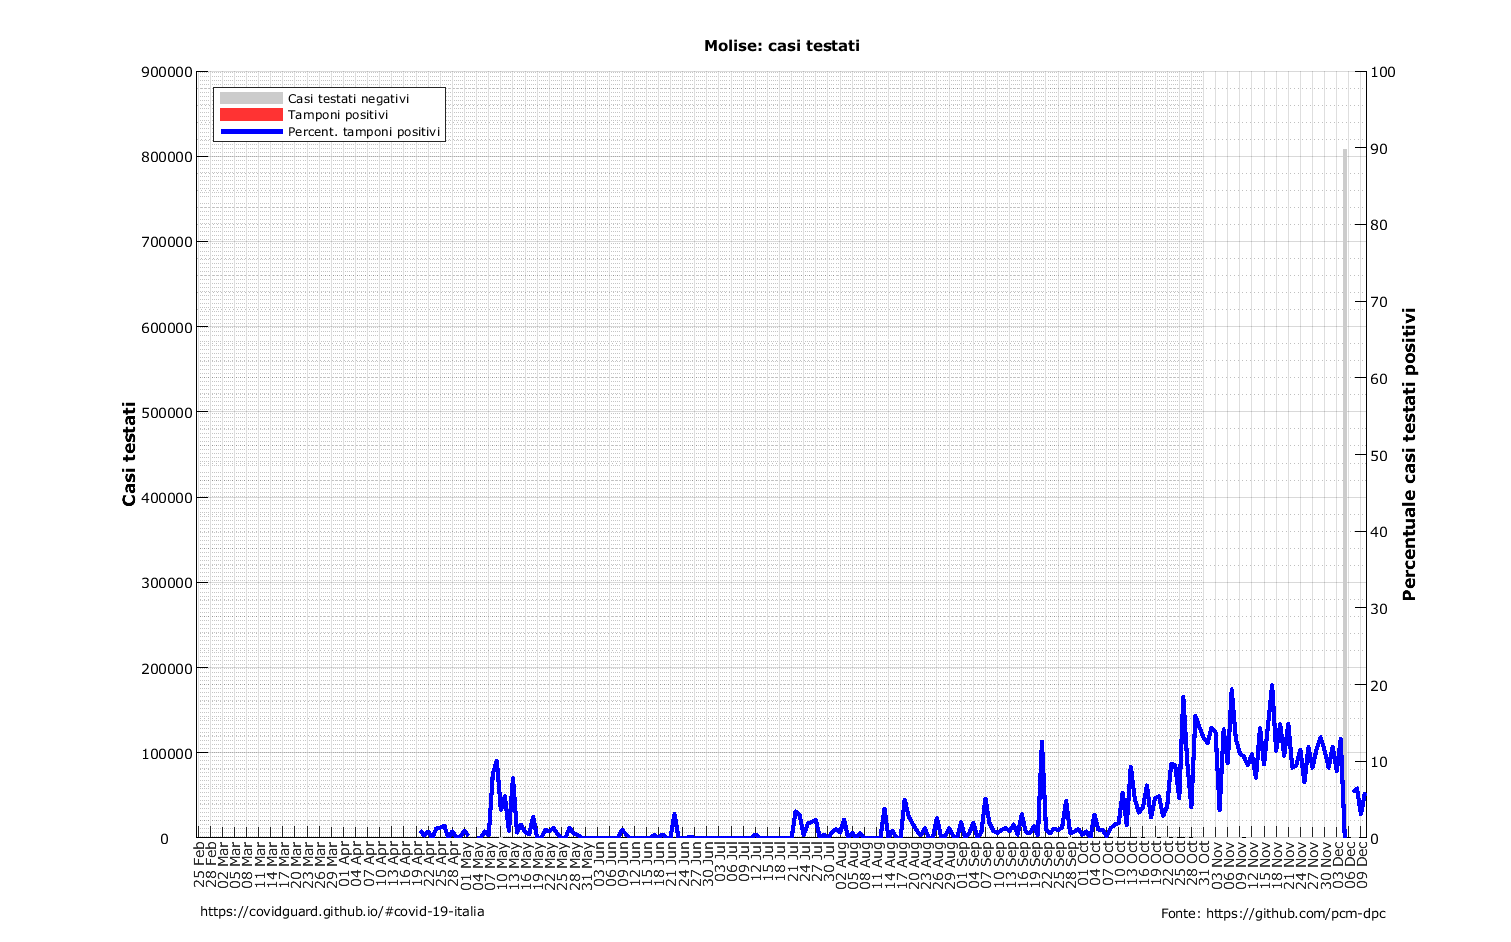 Molise: casi testati
900000
800000
700000
600000
500000
400000
300000
200000
100000
0
Casi testati
Casi testati negativi
Tamponi positivi
Percent. tamponi positivi
100
90
80
70
60
50
40
30
20
10
0
Percentuale casi testati positivi
25 Feb
28 Feb
02 Mar
05 Mar
08 Mar
11 Mar
14 Mar
17 Mar
20 Mar
23 Mar
26 Mar
29 Mar
01 Apr
04 Apr
07 Apr
10 Apr
13 Apr
16 Apr
19 Apr
22 Apr
25 Apr
28 Apr
01 May
04 May
07 May
10 May
13 May
16 May
19 May
22 May
25 May
28 May
31 May
03 Jun
06 Jun
09 Jun
12 Jun
15 Jun
18 Jun
21 Jun
24 Jun
27 Jun
30 Jun
03 Jul
06 Jul
09 Jul
12 Jul
15 Jul
18 Jul
21 Jul
24 Jul
27 Jul
30 Jul
02 Aug
05 Aug
08 Aug
11 Aug
14 Aug
17 Aug
20 Aug
23 Aug
26 Aug
29 Aug
01 Sep
04 Sep
07 Sep
10 Sep
13 Sep
16 Sep
19 Sep
22 Sep
25 Sep
28 Sep
01 Oct
04 Oct
07 Oct
10 Oct
13 Oct
16 Oct
19 Oct
22 Oct
25 Oct
28 Oct
31 Oct
03 Nov
06 Nov
09 Nov
12 Nov
15 Nov
18 Nov
21 Nov
24 Nov
27 Nov
30 Nov
03 Dec
06 Dec
09 Dec
https://covidguard.github.io/#covid-19-italia
Fonte: https://github.com/pcm-dpc